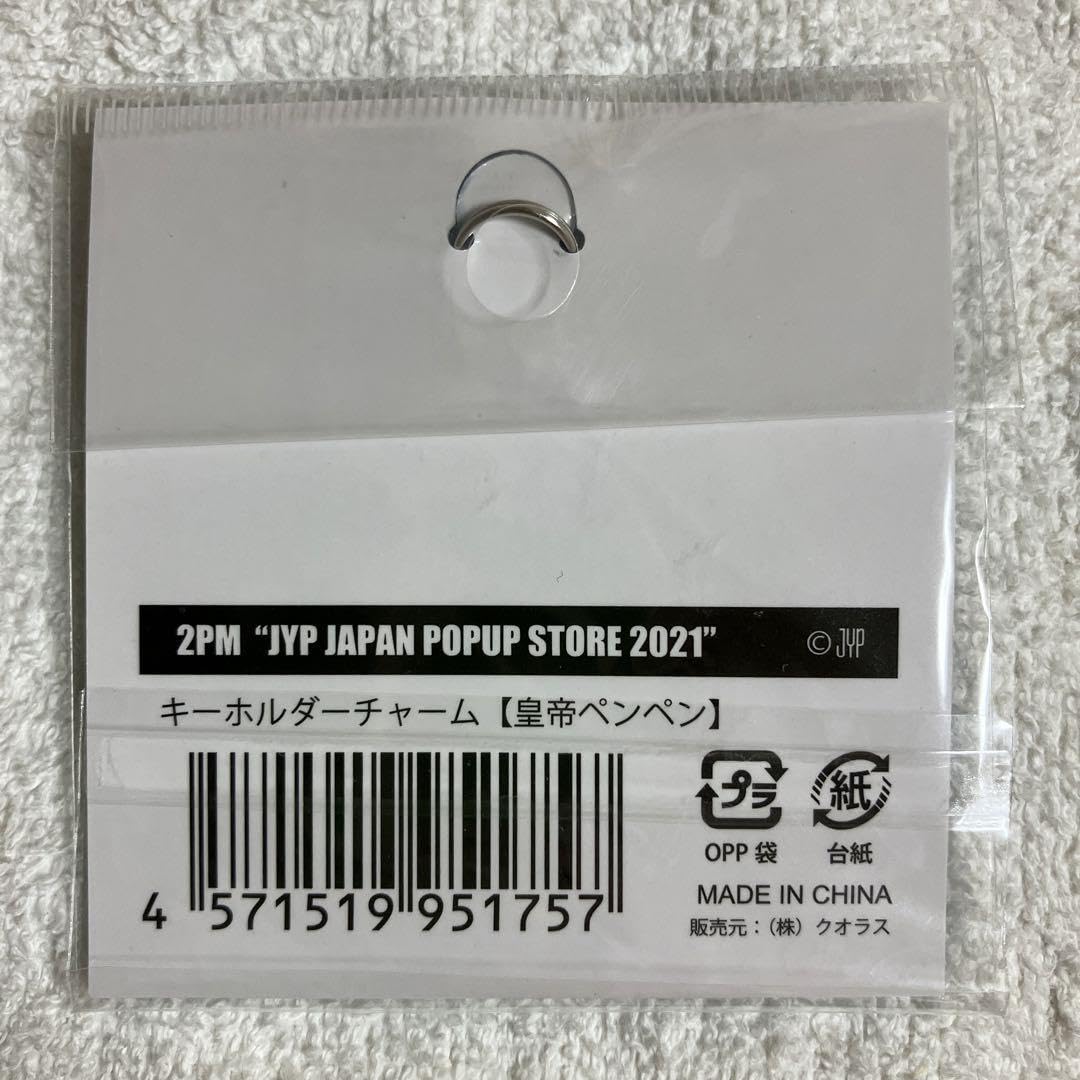 2PM “JYP JAPAN POPUP STORE 2021” © JYP
キーホルダーチャーム【皇帝ペンペン】
プラ 紙
OPP 袋 台紙
MADE IN CHINA
販売元：（株）クオラス
4 571519 951757